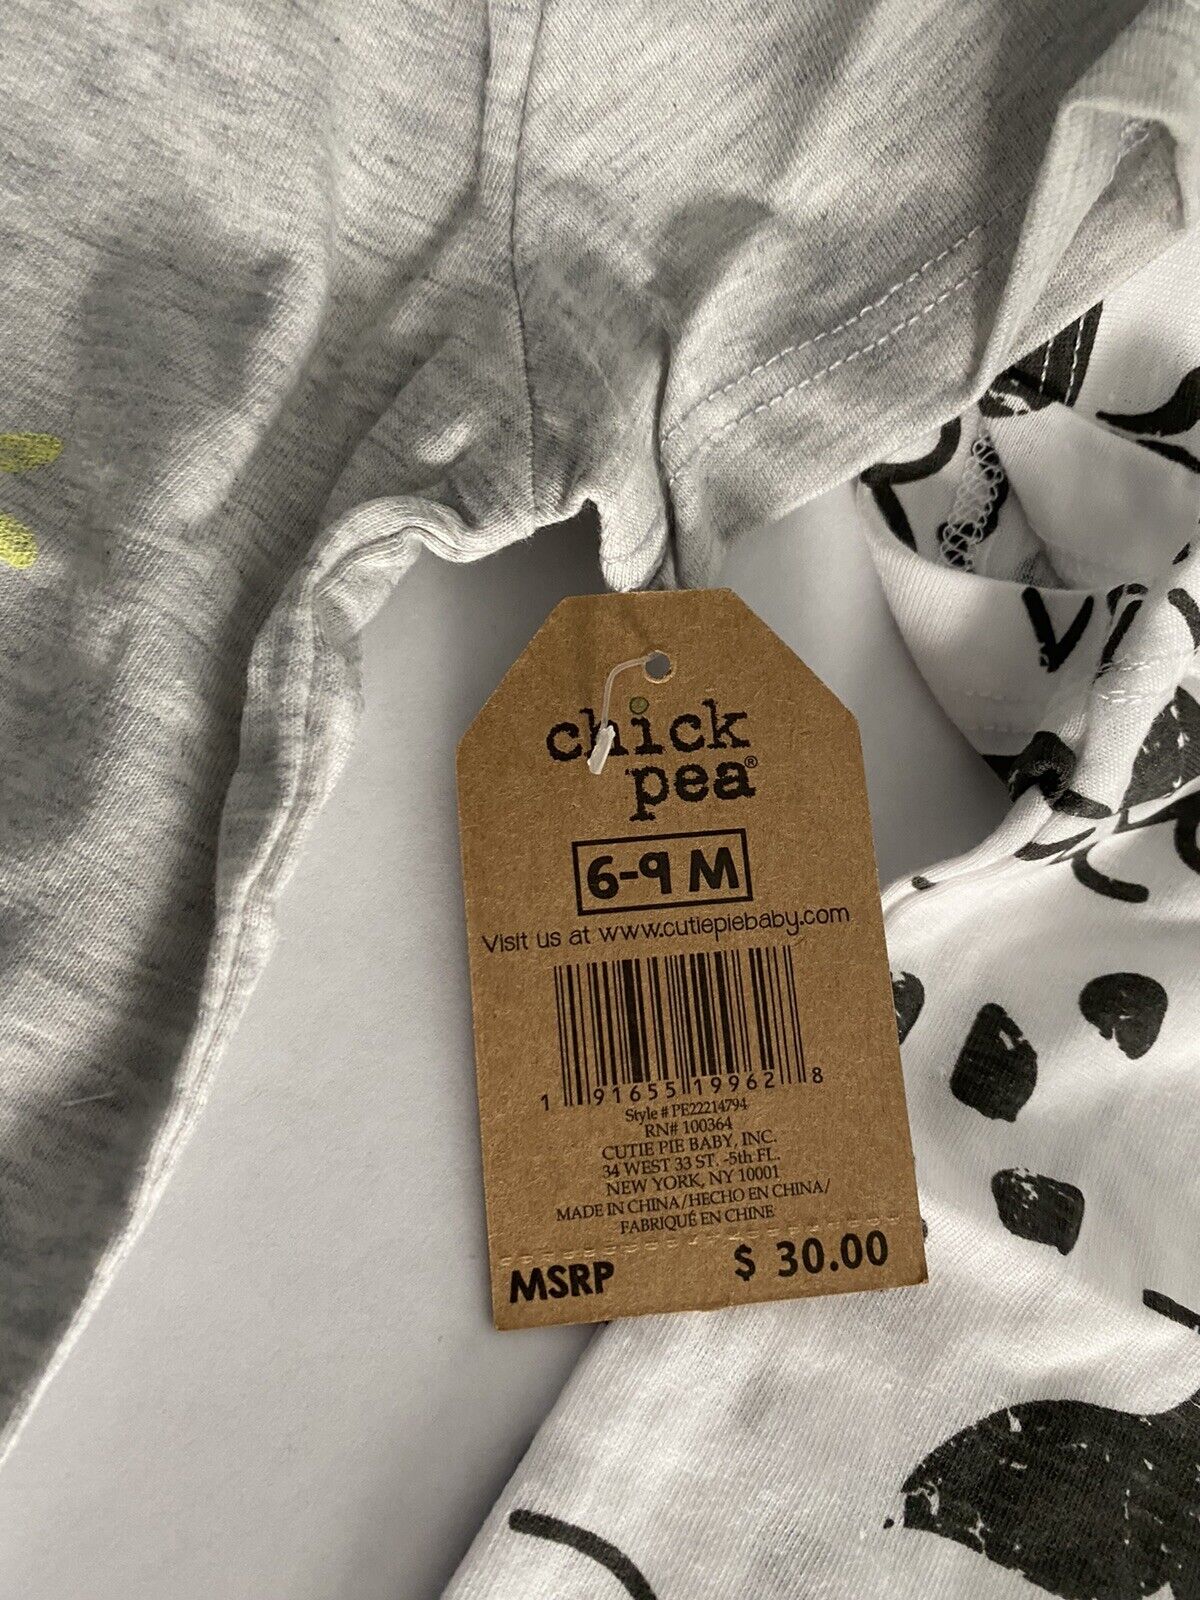 chick
pea®
6-9 M
Visit us at www.cutiepiebaby.com
1 91655 19962 8
Style # PE22214794
RN# 100364
CUTIE PIE BABY, INC.
34 WEST 33 ST. -5th FL.
NEW YORK, NY 10001
MADE IN CHINA/HECHO EN CHINA/
FABRIQUÉ EN CHINE
MSRP $ 30.00